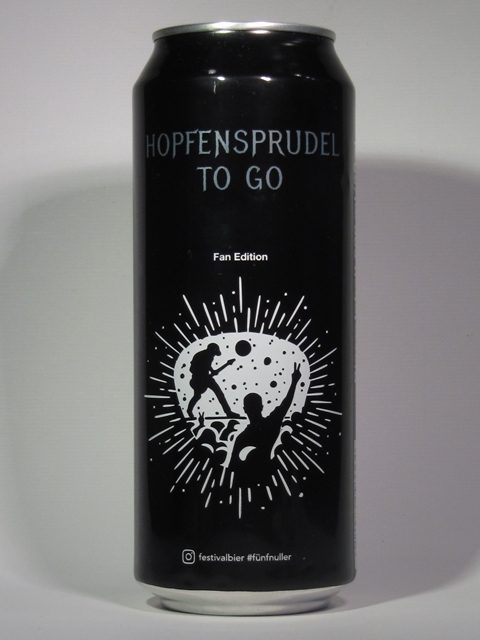 HOPFENSPRUDEL
TO GO
Fan Edition
festivalbier #fünfnuller